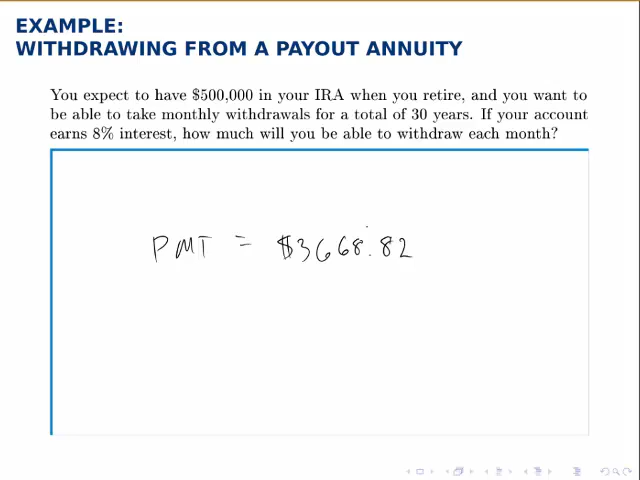 EXAMPLE:
WITHDRAWING FROM A PAYOUT ANNUITY
You expect to have $500,000 in your IRA when you retire, and you want to
be able to take monthly withdrawals for a total of 30 years. If your account
earns 8% interest, how much will you be able to withdraw each month?
PMT = $3668.82